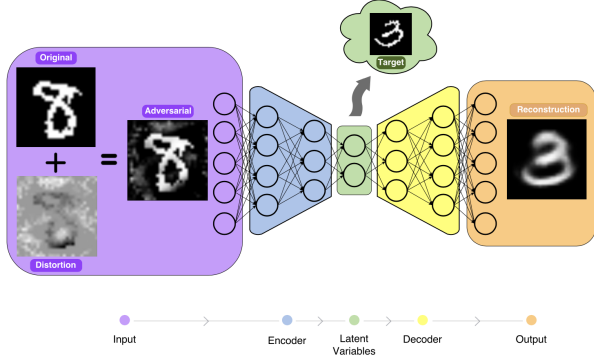 Original
+
=
Distortion
Adversarial
Target
Reconstruction
Input
Encoder
Latent
Variables
Decoder
Output